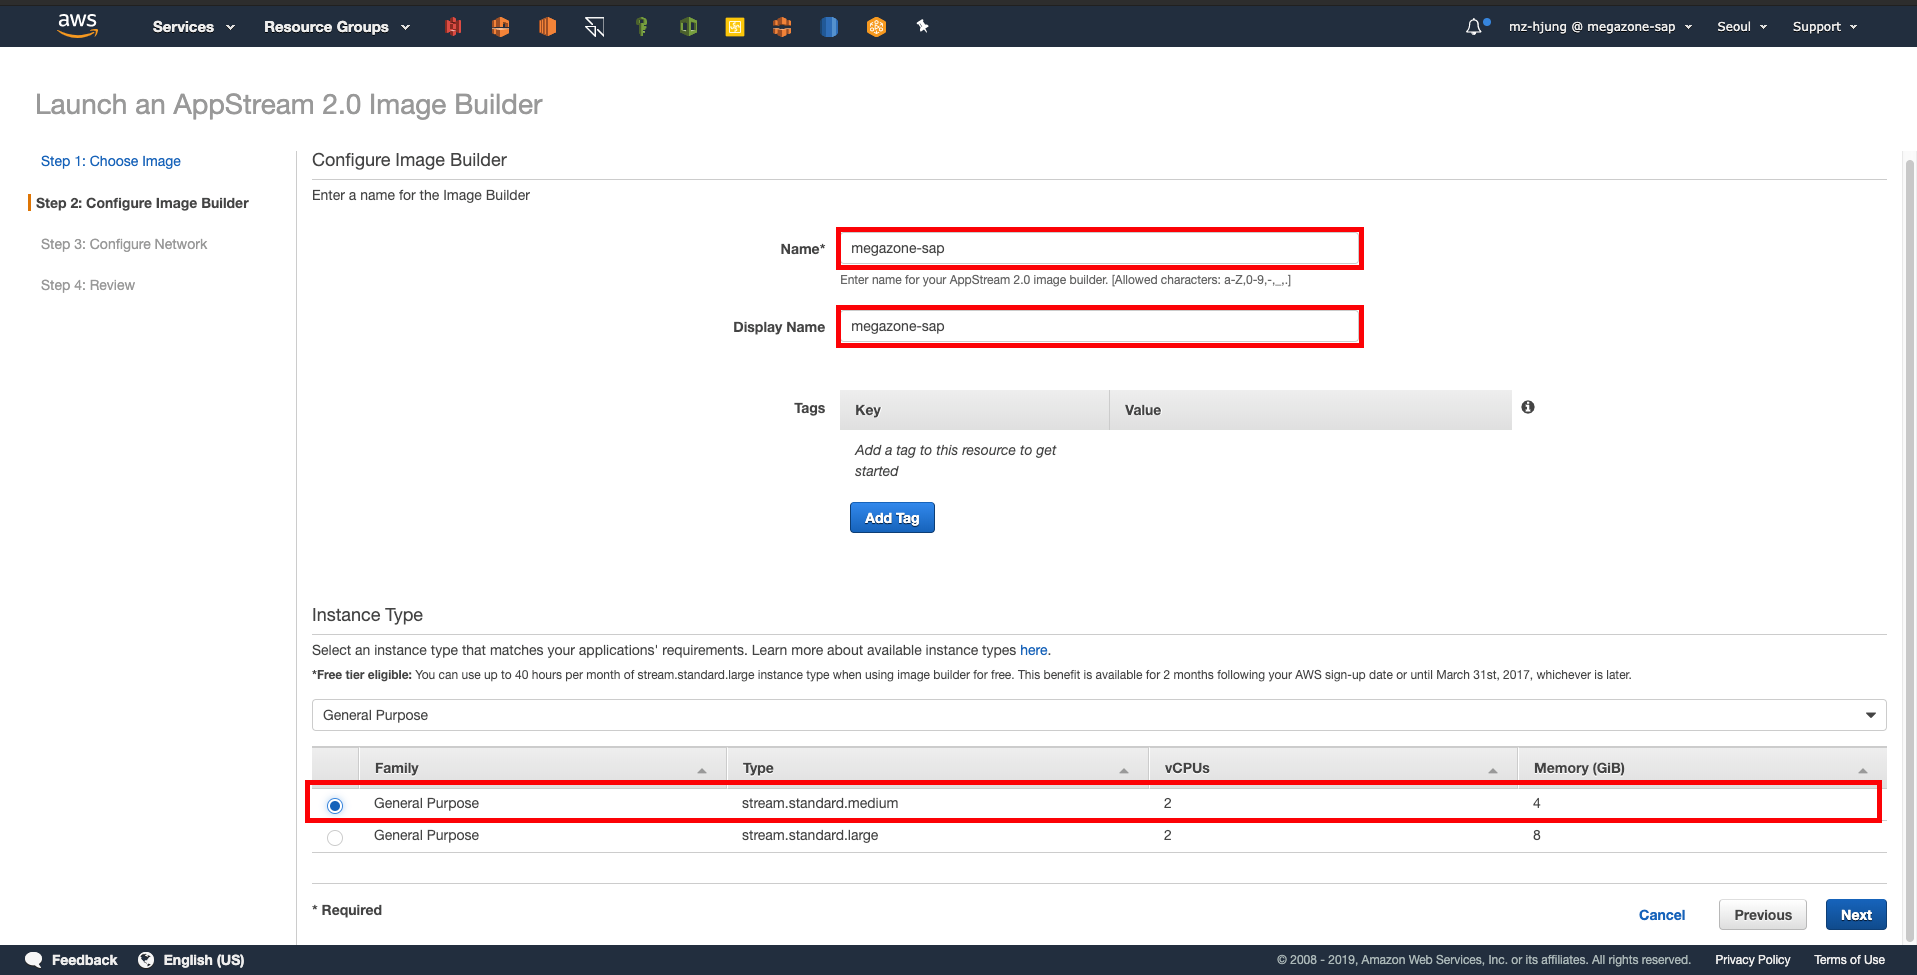 aws Services Resource Groups mz-hjung @ megazone-sap Seoul Support
Launch an AppStream 2.0 Image Builder
Step 1: Choose Image
Step 2: Configure Image Builder
Step 3: Configure Network
Step 4: Review
Configure Image Builder
Enter a name for the Image Builder
Name* megazone-sap
Enter name for your AppStream 2.0 image builder. [Allowed characters: a-Z,0-9,-,_,.]
Display Name megazone-sap
Tags Key Value
Add a tag to this resource to get
started
Add Tag
Instance Type
Select an instance type that matches your applications' requirements. Learn more about available instance types here.
*Free tier eligible: You can use up to 40 hours per month of stream.standard.large instance type when using image builder for free. This benefit is available for 2 months following your AWS sign-up date or until March 31st, 2017, whichever is later.
General Purpose
Family Type vCPUs Memory (GiB)
General Purpose stream.standard.medium 2 4
General Purpose stream.standard.large 2 8
* Required
Cancel Previous Next
Feedback English (US) © 2008 - 2019, Amazon Web Services, Inc. or its affiliates. All rights reserved. Privacy Policy Terms of Use